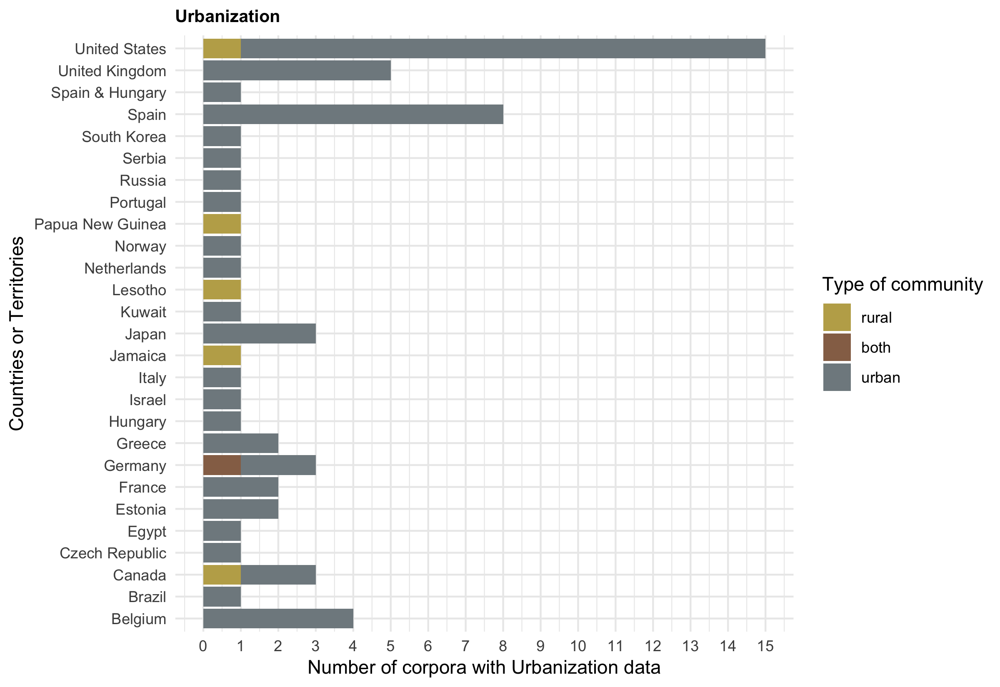 Urbanization
United States
United Kingdom
Spain & Hungary
Spain
South Korea
Serbia
Russia
Portugal
Papua New Guinea
Norway
Netherlands
Lesotho
Kuwait
Japan
Jamaica
Italy
Israel
Hungary
Greece
Germany
France
Estonia
Egypt
Czech Republic
Canada
Brazil
Belgium
Countries or Territories
0 1 2 3 4 5 6 7 8 9 10 11 12 13 14 15
Number of corpora with Urbanization data
Type of community
rural
both
urban